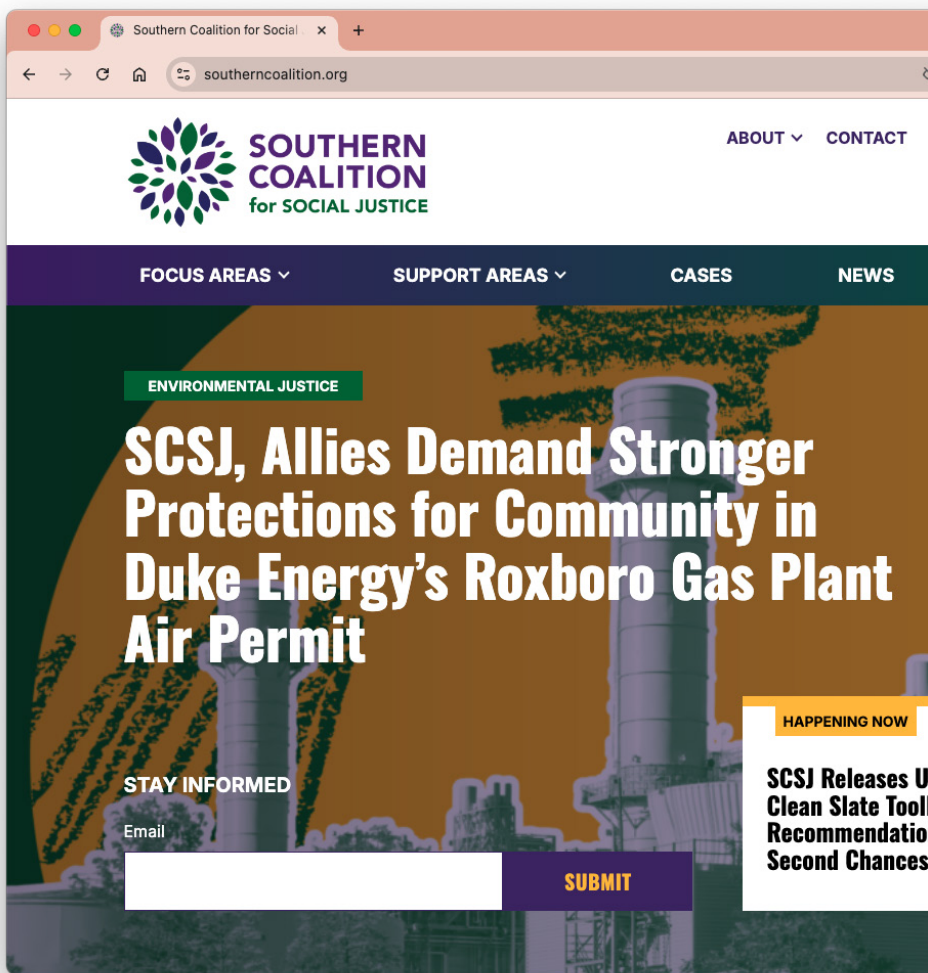 Southern Coalition for Social
southerncoalition.org
SOUTHERN
COALITION
for SOCIAL JUSTICE
ABOUT CONTACT
FOCUS AREAS SUPPORT AREAS CASES NEWS
ENVIRONMENTAL JUSTICE
SCSJ, Allies Demand Stronger
Protections for Community in
Duke Energy’s Roxboro Gas Plant
Air Permit
STAY INFORMED
Email
SUBMIT
HAPPENING NOW
SCSJ Releases
Clean Slate
Second Chances